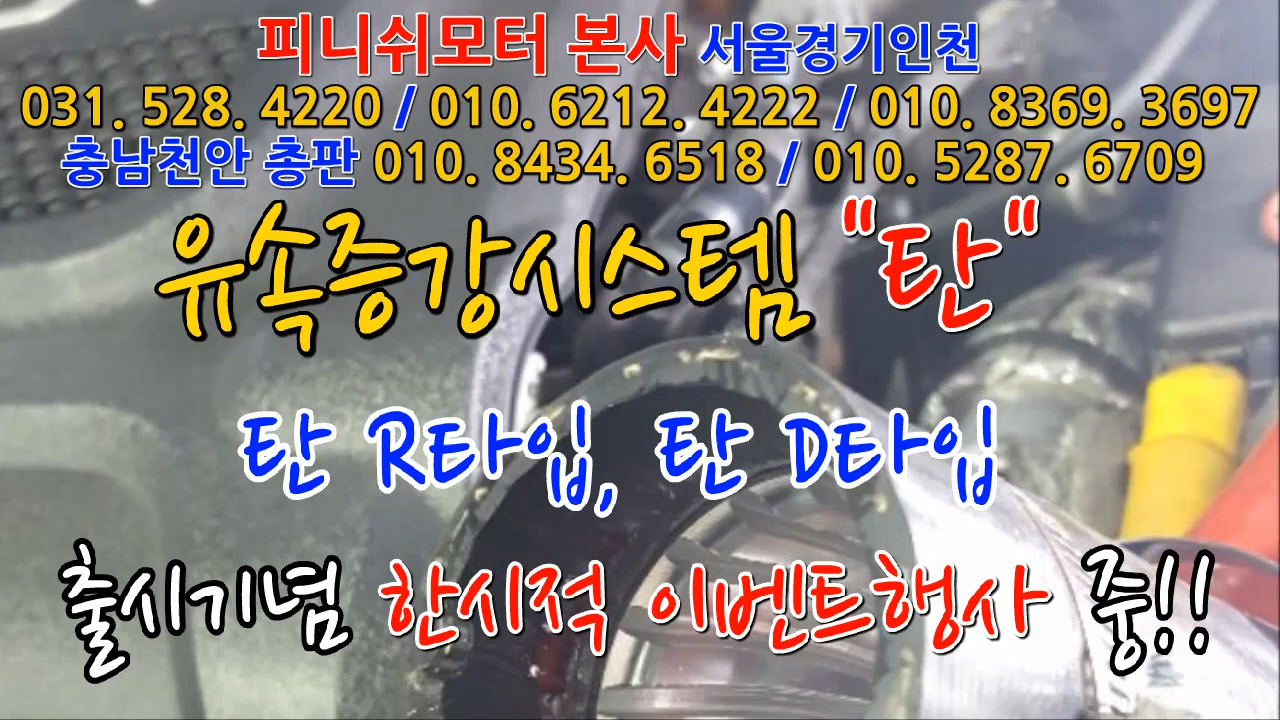 피니쉬모터 본사 서울경기인천
031. 528. 4220 / 010. 6212. 4222 / 010. 8369. 3697
충남천안 총판 010. 8434. 6518 / 010. 5287. 6709
유속증강시스템 "탄"
탄 R타입, 탄 D타입
출시기념 한시적 이벤트행사 중!!